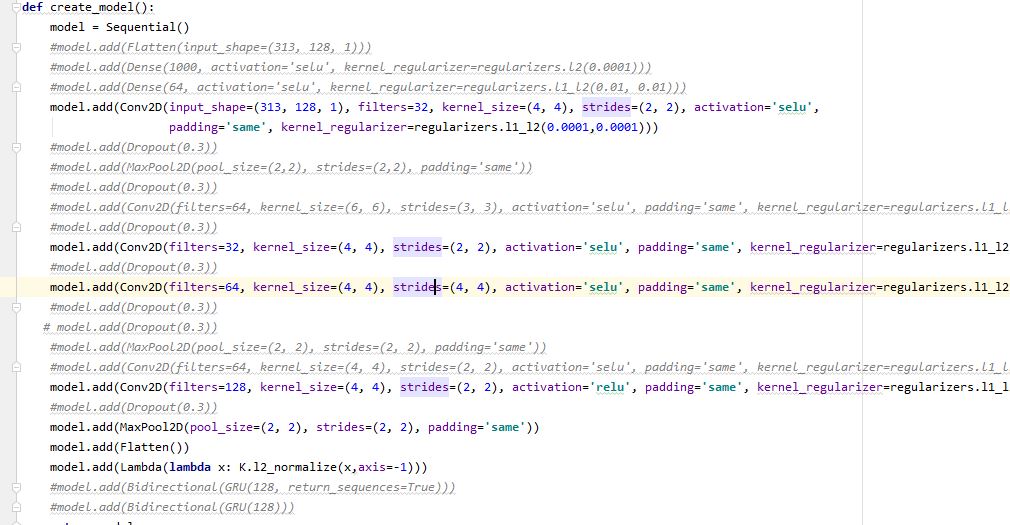 def create_model():
    model = Sequential()
    #model.add(Flatten(input_shape=(313, 128, 1)))
    #model.add(Dense(1000, activation='selu', kernel_regularizer=regularizers.l2(0.0001)))
    #model.add(Dense(64, activation='selu', kernel_regularizer=regularizers.l1_l2(0.01, 0.01)))
    model.add(Conv2D(input_shape=(313, 128, 1), filters=32, kernel_size=(4, 4), strides=(2, 2), activation='selu',
                     padding='same', kernel_regularizer=regularizers.l1_l2(0.0001,0.0001)))
    #model.add(Dropout(0.3))
    #model.add(MaxPool2D(pool_size=(2,2), strides=(2,2), padding='same'))
    #model.add(Dropout(0.3))
    #model.add(Conv2D(filters=64, kernel_size=(6, 6), strides=(3, 3), activation='selu', padding='same', kernel_regularizer=regularizers.l1_l
    #model.add(Dropout(0.3))
    model.add(Conv2D(filters=32, kernel_size=(4, 4), strides=(2, 2), activation='selu', padding='same', kernel_regularizer=regularizers.l1_l2
    #model.add(Dropout(0.3))
    model.add(Conv2D(filters=64, kernel_size=(4, 4), strides=(4, 4), activation='selu', padding='same', kernel_regularizer=regularizers.l1_l2
    #model.add(Dropout(0.3))
   # model.add(Dropout(0.3))
    #model.add(MaxPool2D(pool_size=(2, 2), strides=(2, 2), padding='same'))
    #model.add(Conv2D(filters=64, kernel_size=(4, 4), strides=(2, 2), activation='selu', padding='same', kernel_regularizer=regularizers.l1_l
    model.add(Conv2D(filters=128, kernel_size=(4, 4), strides=(2, 2), activation='relu', padding='same', kernel_regularizer=regularizers.l1_l
    #model.add(Dropout(0.3))
    model.add(MaxPool2D(pool_size=(2, 2), strides=(2, 2), padding='same'))
    model.add(Flatten())
    model.add(Lambda(lambda x: K.l2_normalize(x,axis=-1)))
    #model.add(Bidirectional(GRU(128, return_sequences=True)))
    #model.add(Bidirectional(GRU(128)))